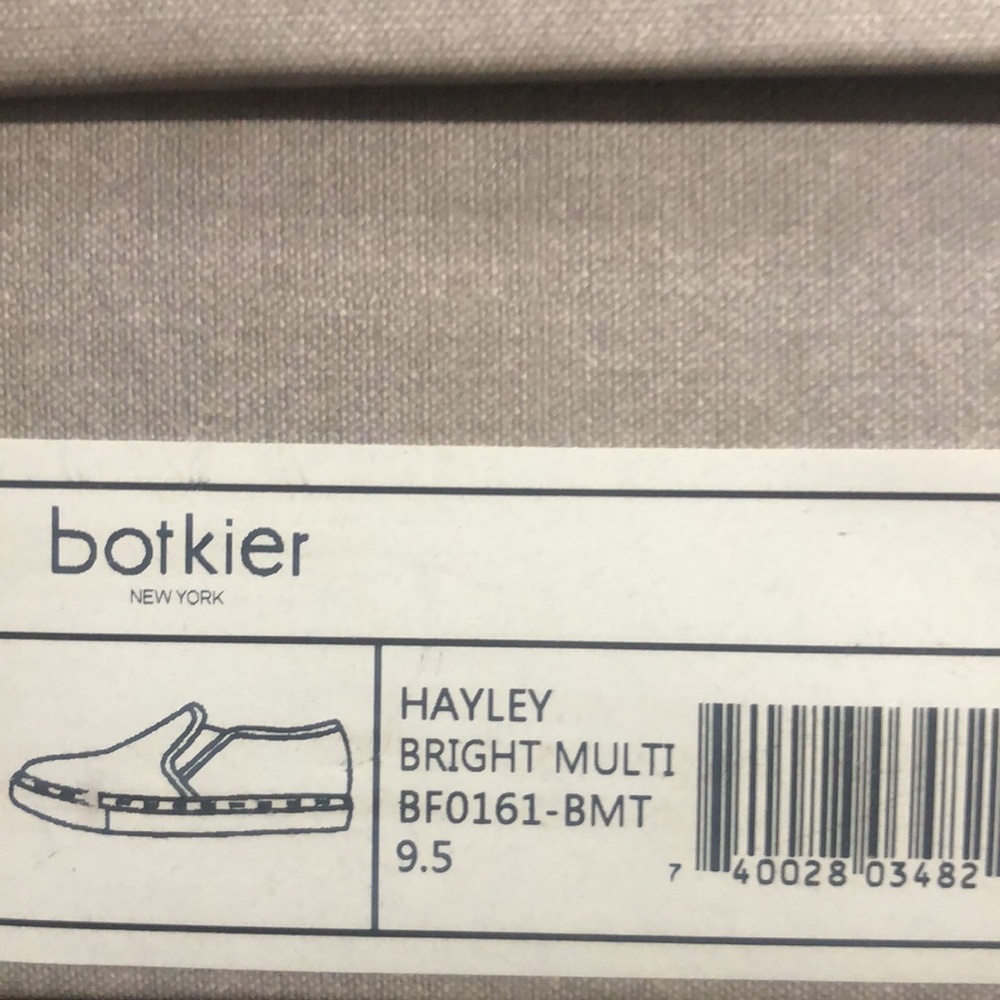 botkier
NEW YORK
HAYLEY
BRIGHT MULTI
BF0161-BMT
9.5
7 40028 03482